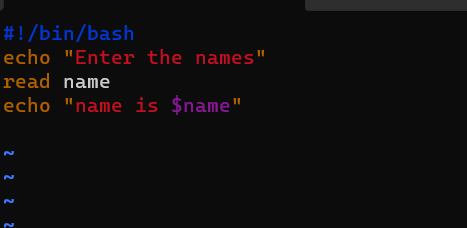 #!/bin/bash
echo "Enter the names"
read name
echo "name is $name"
~
~
~
~